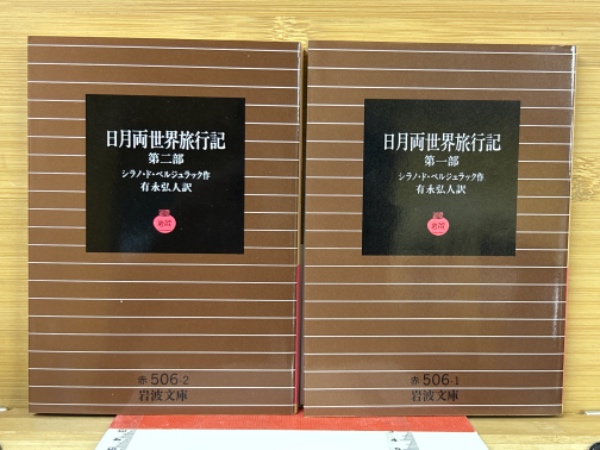 日月両世界旅行記
第二部
シラノ・ド・ベルジュラック作
有永弘人訳
赤 506-2
岩波文庫
日月両世界旅行記
第一部
シラノ・ド・ベルジュラック作
有永弘人訳
赤 506-1
岩波文庫